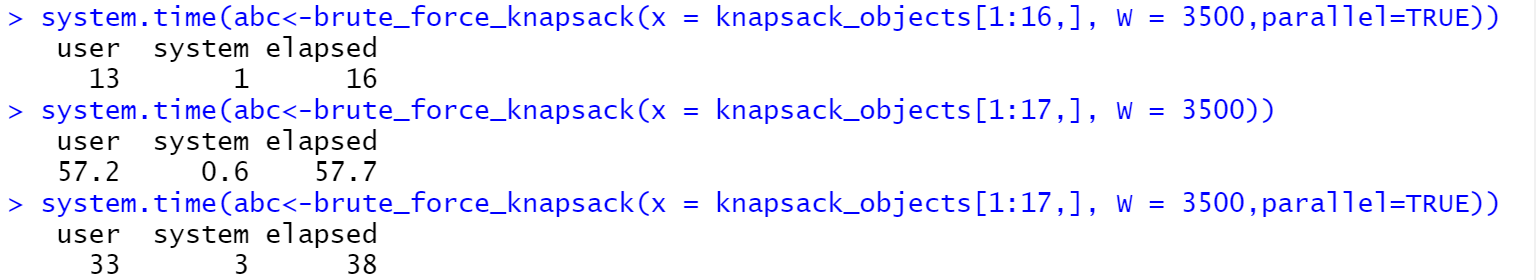 > system.time(abc<-brute_force_knapsack(x = knapsack_objects[1:16,], W = 3500,parallel=TRUE))
user system elapsed
13 1 16
> system.time(abc<-brute_force_knapsack(x = knapsack_objects[1:17,], W = 3500))
user system elapsed
57.2 0.6 57.7
> system.time(abc<-brute_force_knapsack(x = knapsack_objects[1:17,], W = 3500,parallel=TRUE))
user system elapsed
33 3 38